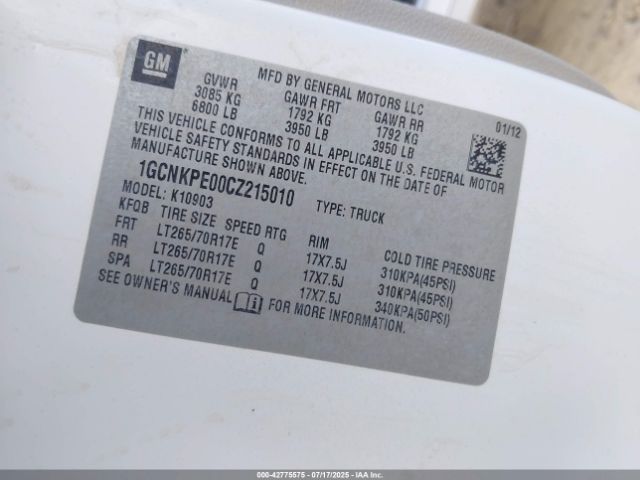 GM
MFD BY GENERAL MOTORS LLC
01/12
GVWR GAWR FRT GAWR RR
3085 KG 1792 KG 1792 KG
6800 LB 3950 LB 3950 LB
THIS VEHICLE CONFORMS TO ALL APPLICABLE U.S. FEDERAL MOTOR
VEHICLE SAFETY STANDARDS IN EFFECT ON THE DATE OF
MANUFACTURE SHOWN ABOVE.
1GCNKPE00CZ215010 TYPE: TRUCK
MODEL: K10903
KFOB TIRE SIZE SPEED RTG RIM COLD TIRE PRESSURE
FRT LT265/70R17E Q 17X7.5J 310KPA(45PSI)
RR LT265/70R17E Q 17X7.5J 310KPA(45PSI)
SPA LT265/70R17E Q 17X7.5J 340KPA(50PSI)
SEE OWNER'S MANUAL FOR MORE INFORMATION.
000-42775575 - 07/17/2025 - IAA Inc.